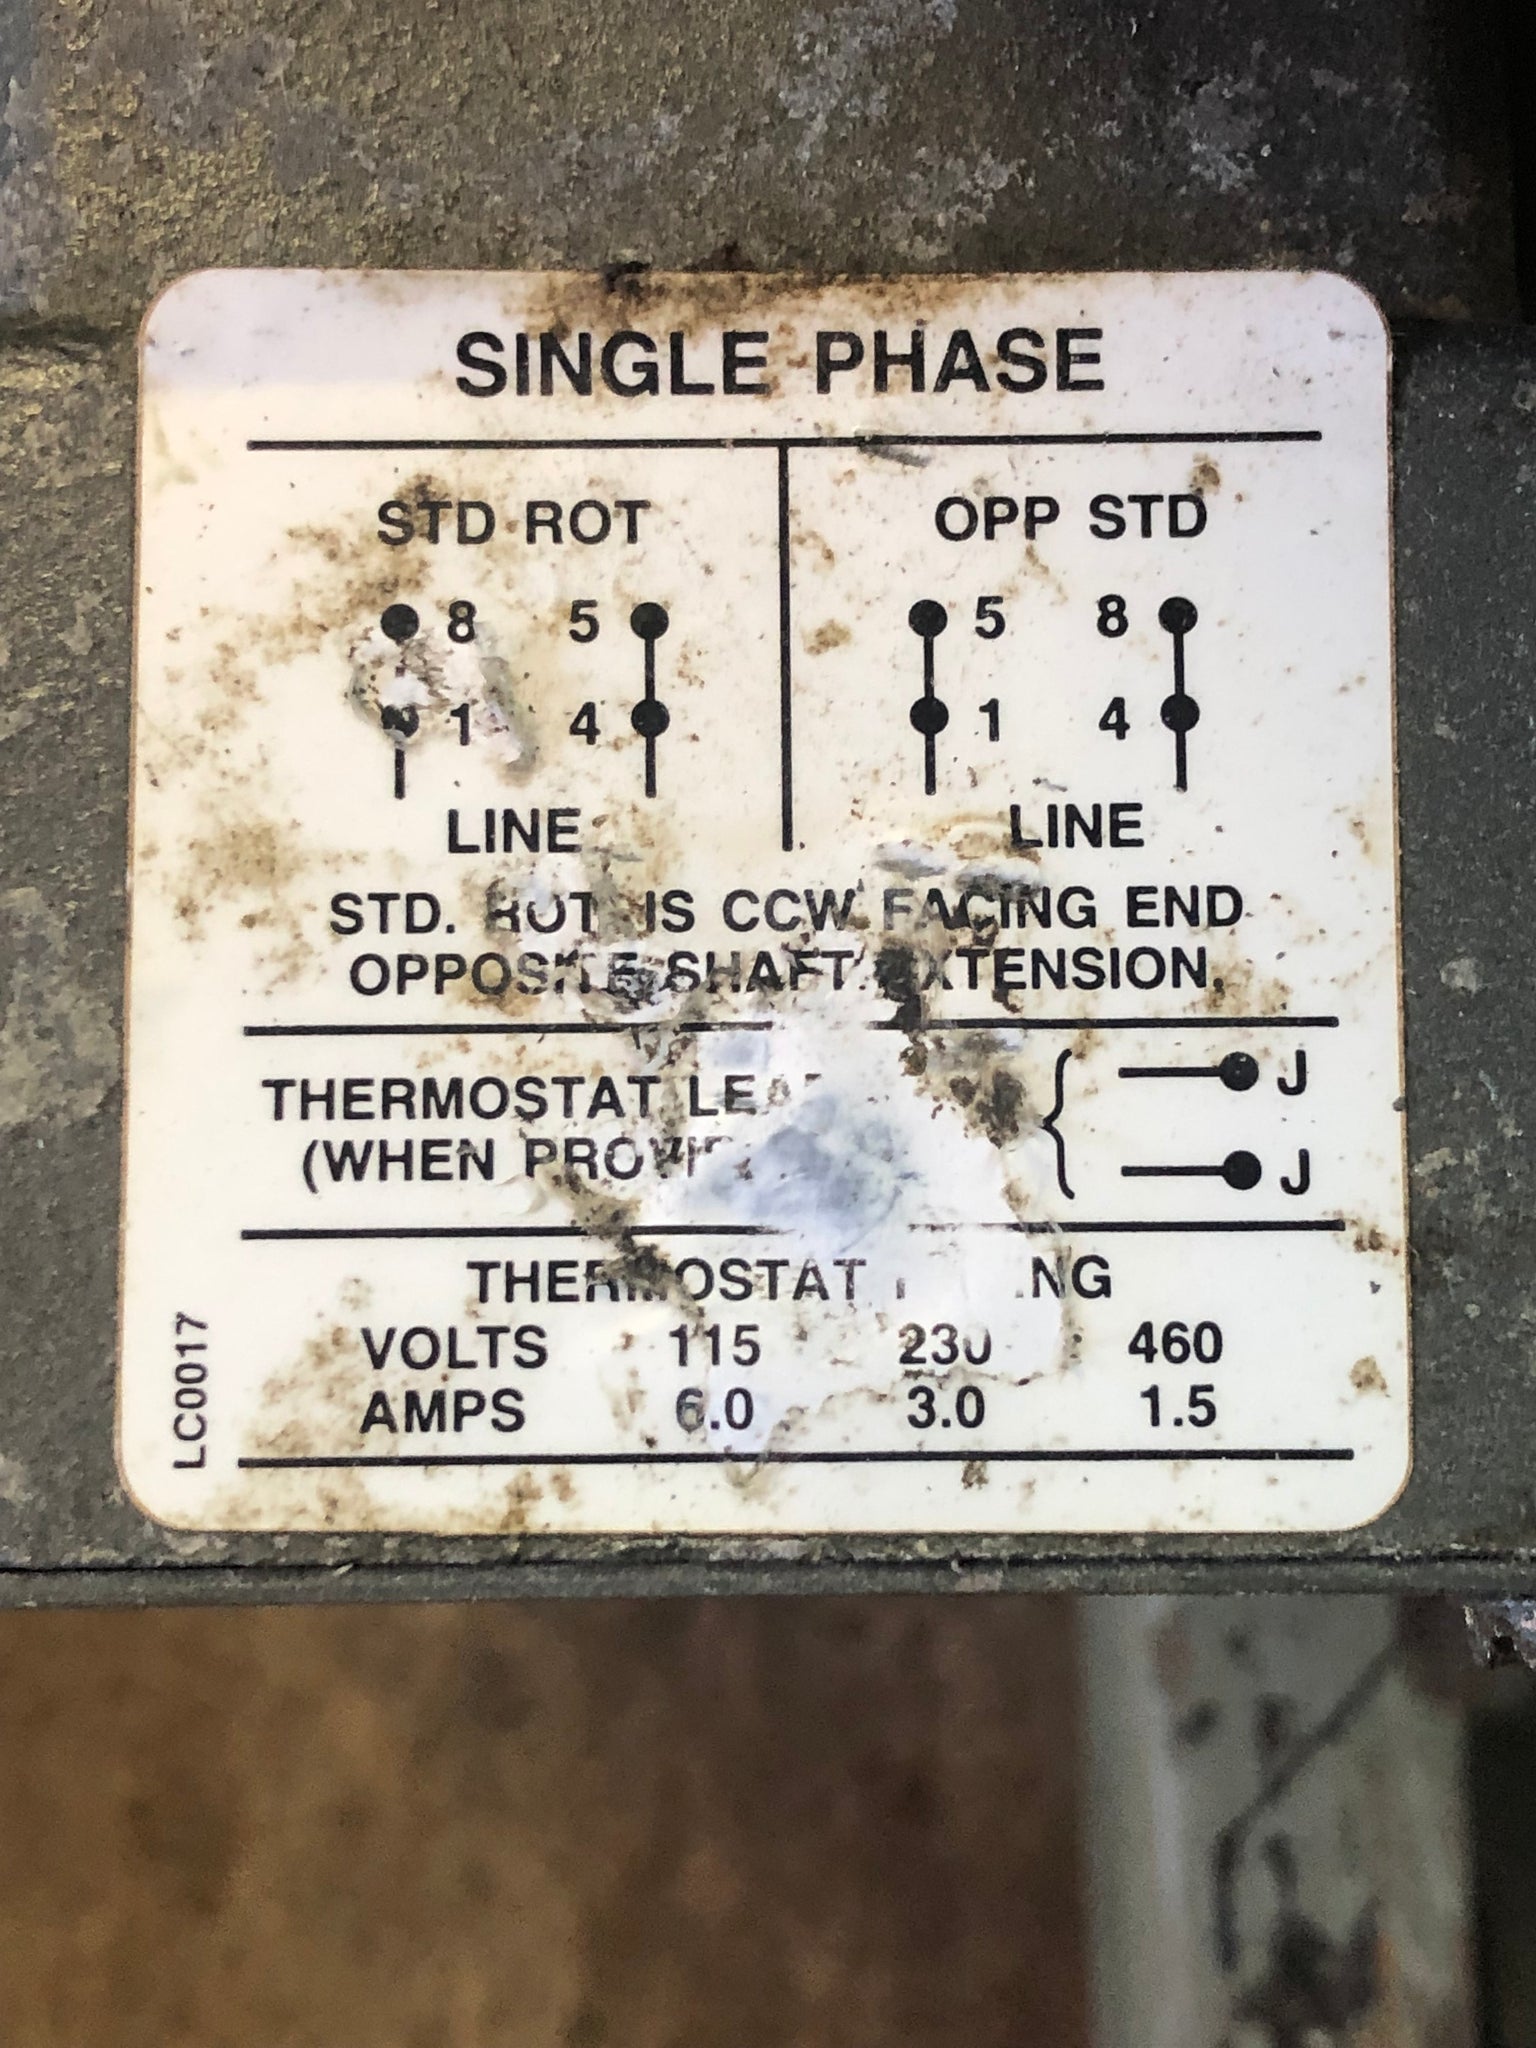 SINGLE PHASE
STD ROT
8 5
1 4
LINE
OPP STD
5 8
1 4
LINE
STD. ROT IS CCW FACING END
OPPOSITE SHAFT EXTENSION.
THERMOSTAT
(WHEN
J
J
THERMOSTAT
VOLTS 115 230 460
AMPS 6.0 3.0 1.5
LC0017